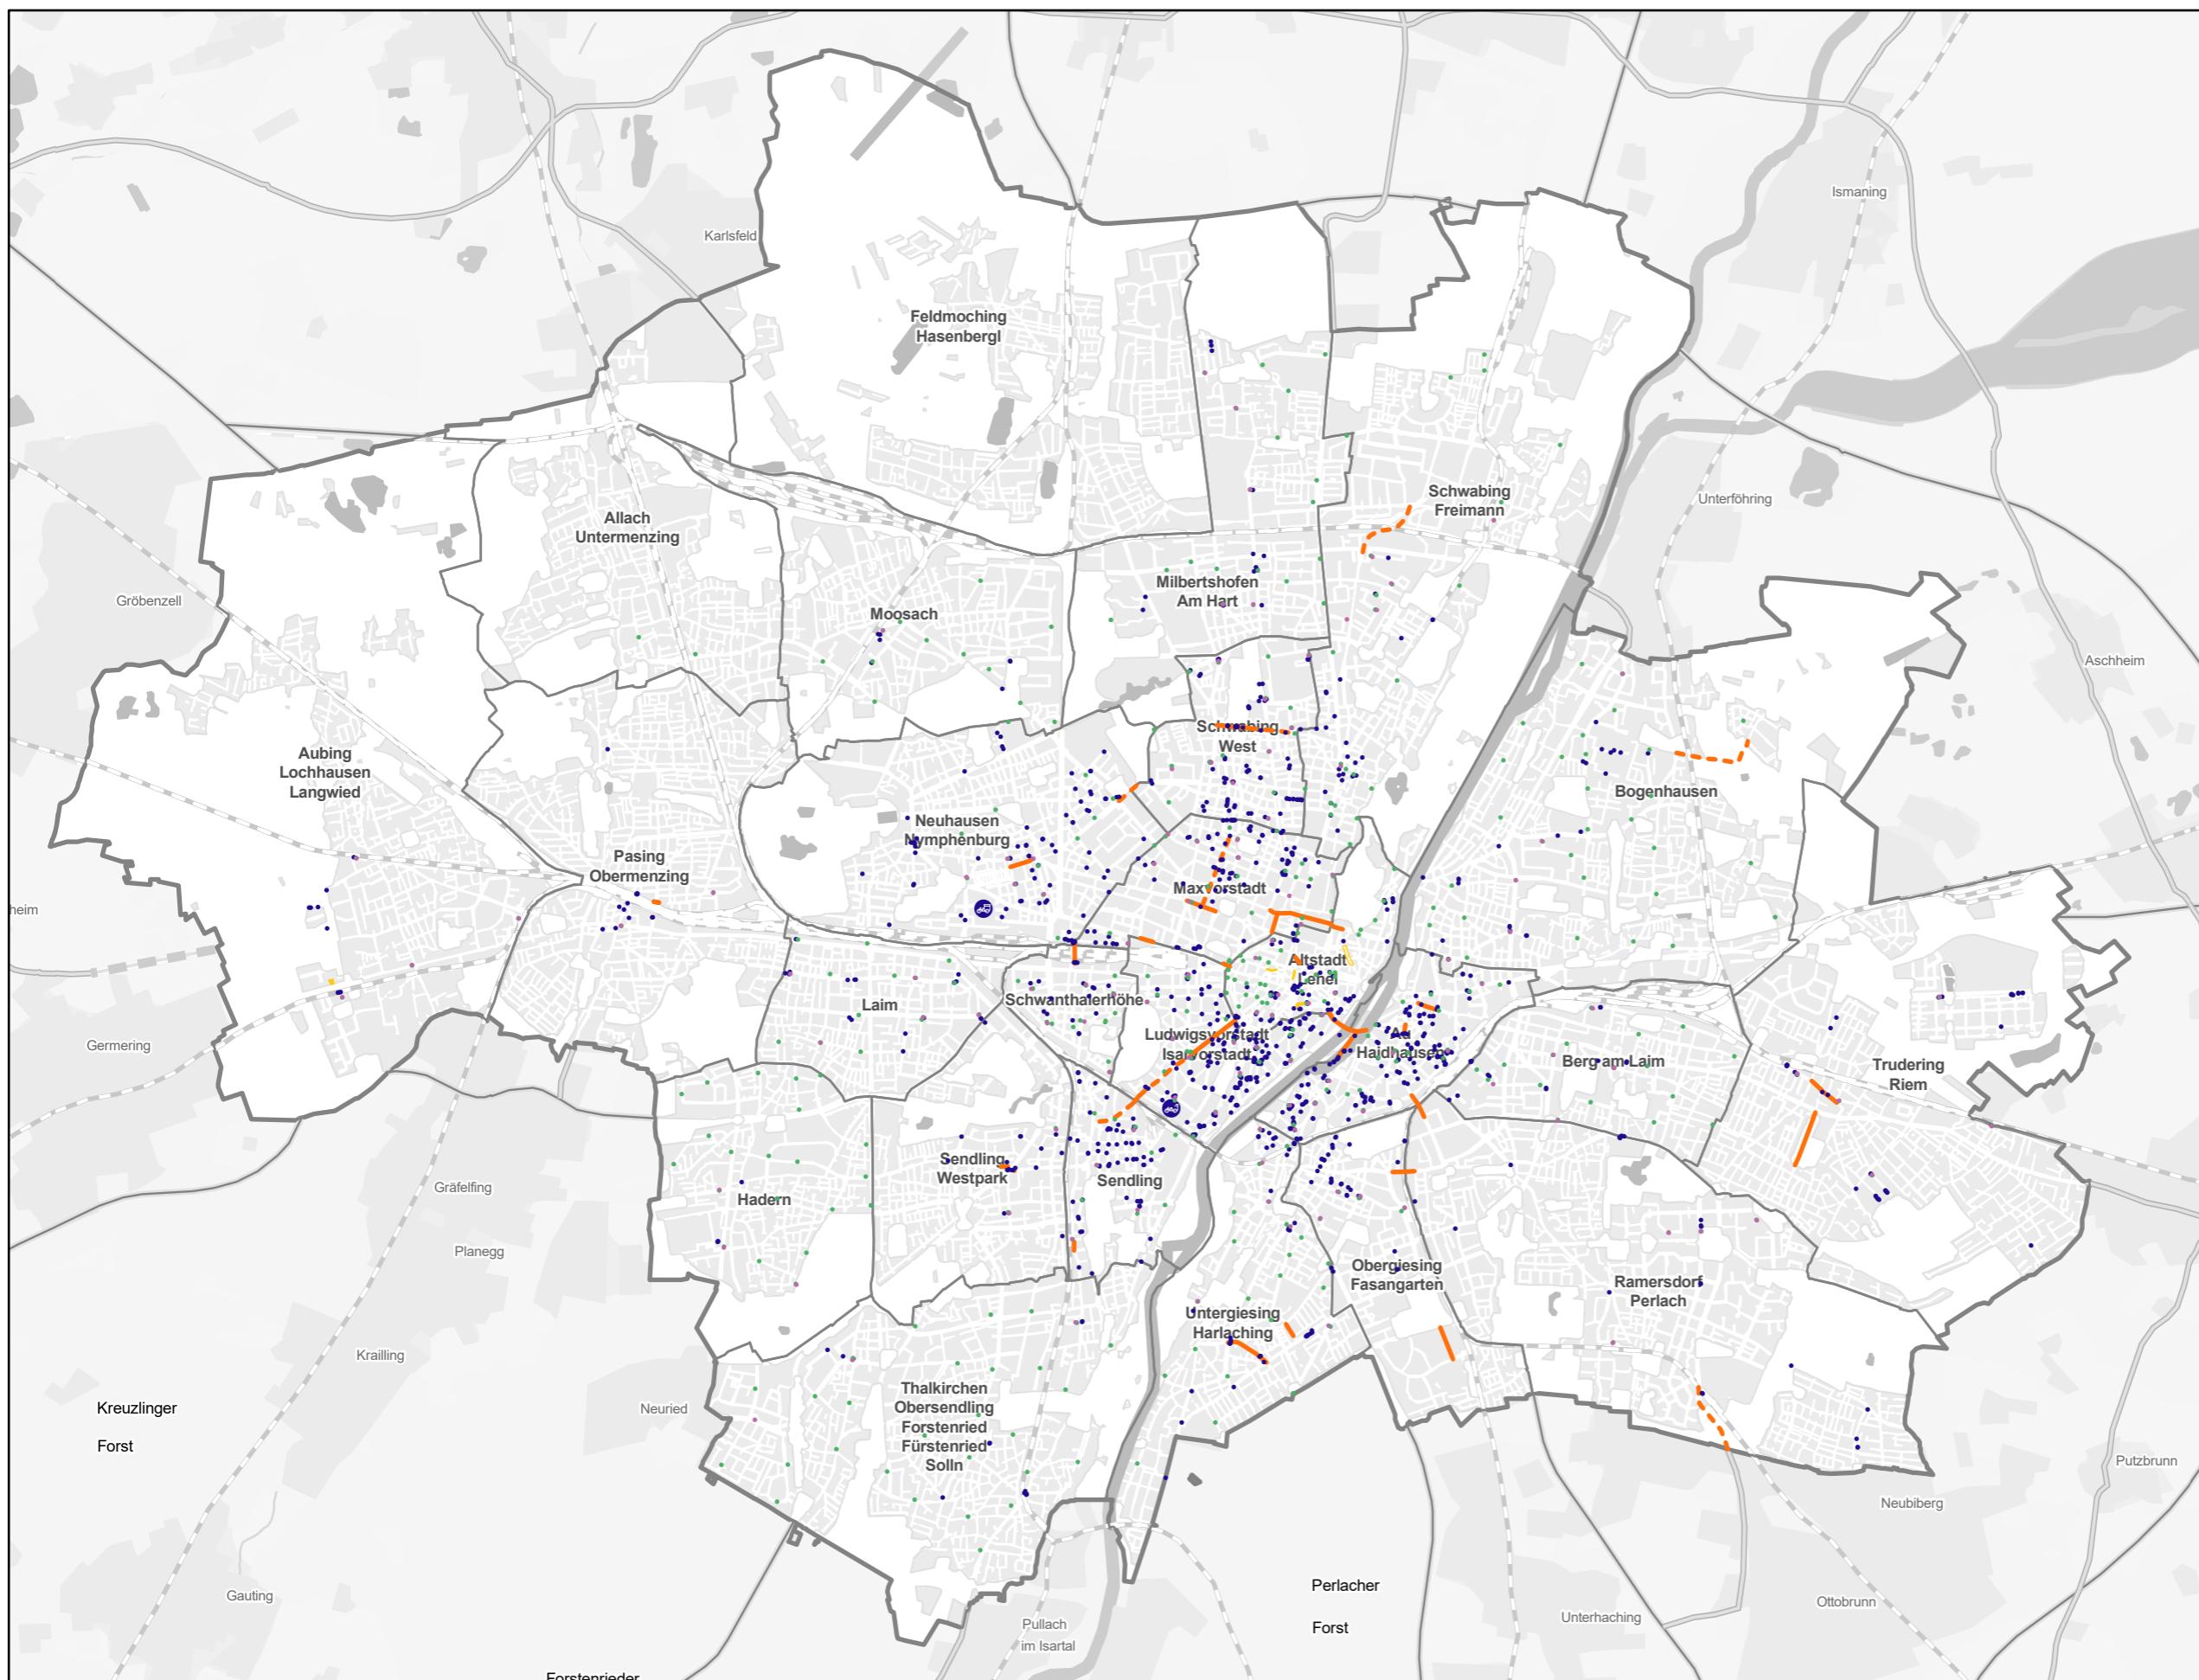 Ismaning
Karlsfeld
Feldmoching
Hasenbergl
Schwabing
Freimann
Unterföhring
Allach
Untermenzing
Milbertshofen
Am Hart
Gröbenzell
Moosach
Aschheim
Schwabing
West
Aubing
Lochhausen
Langwied
Bogenhausen
Neuhausen
Nymphenburg
Pasing
Obermenzing
Maxvorstadt
heim
Altstadt
Lehel
Laim
Schwanthalerhöhe
Ludwigsvorstadt
Isarvorstadt
Au
Haidhausen
Germering
Berg am Laim
Trudering
Riem
Sendling
Westpark
Sendling
Hadern
Gräfelfing
Planegg
Obergiesing
Fasangarten
Ramersdorf
Perlach
Untergiesing
Harlaching
Krailling
Thalkirchen
Obersendling
Forstenried
Fürstenried
Solln
Kreuzlinger
Forst
Neuried
Putzbrunn
Neubiberg
Perlacher
Forst
Gauting
Ottobrunn
Unterhaching
Pullach
im Isartal
Forstenrieder